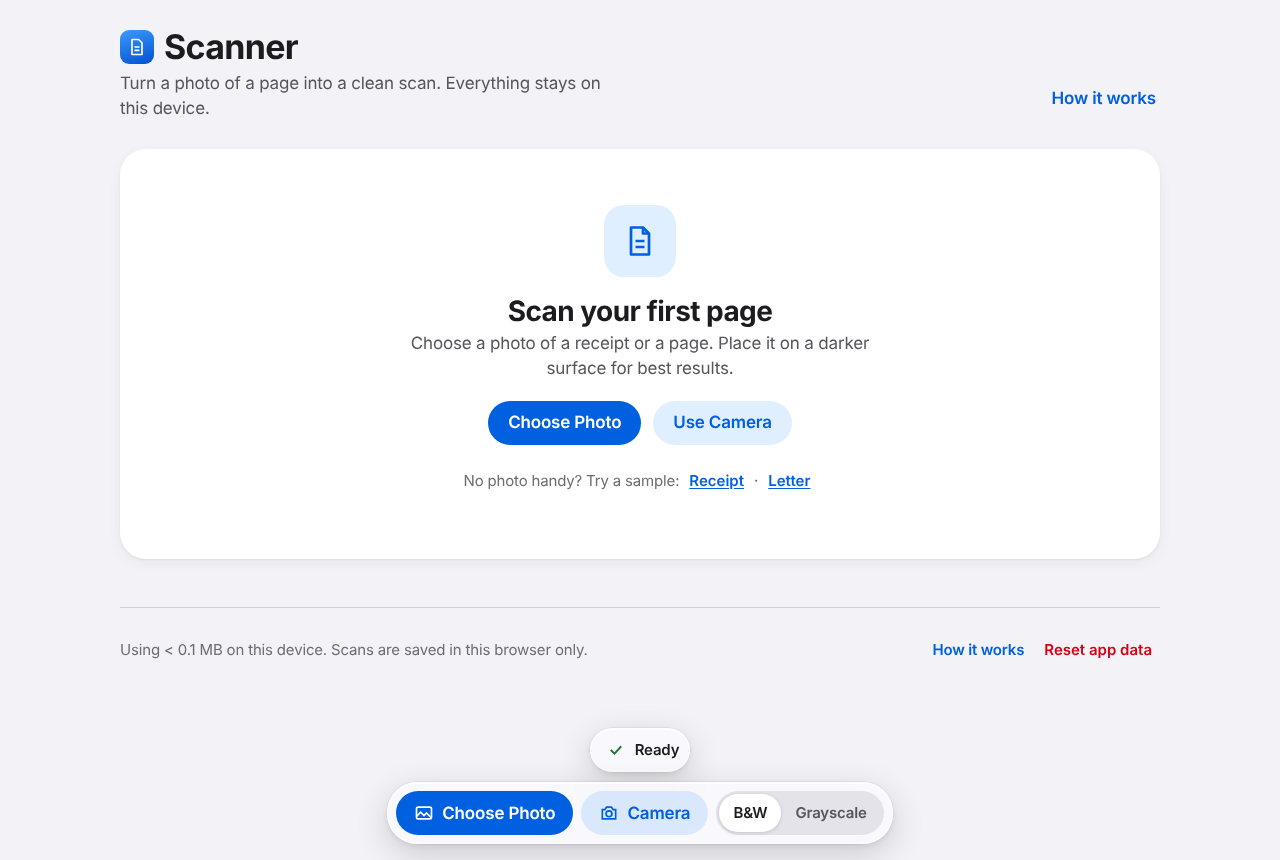 Scanner
Turn a photo of a page into a clean scan. Everything stays on
this device.
How it works
Scan your first page
Choose a photo of a receipt or a page. Place it on a darker
surface for best results.
Choose Photo
Use Camera
No photo handy? Try a sample: Receipt · Letter
Using < 0.1 MB on this device. Scans are saved in this browser only.
How it works
Reset app data
Ready
Choose Photo
Camera
B&W
Grayscale